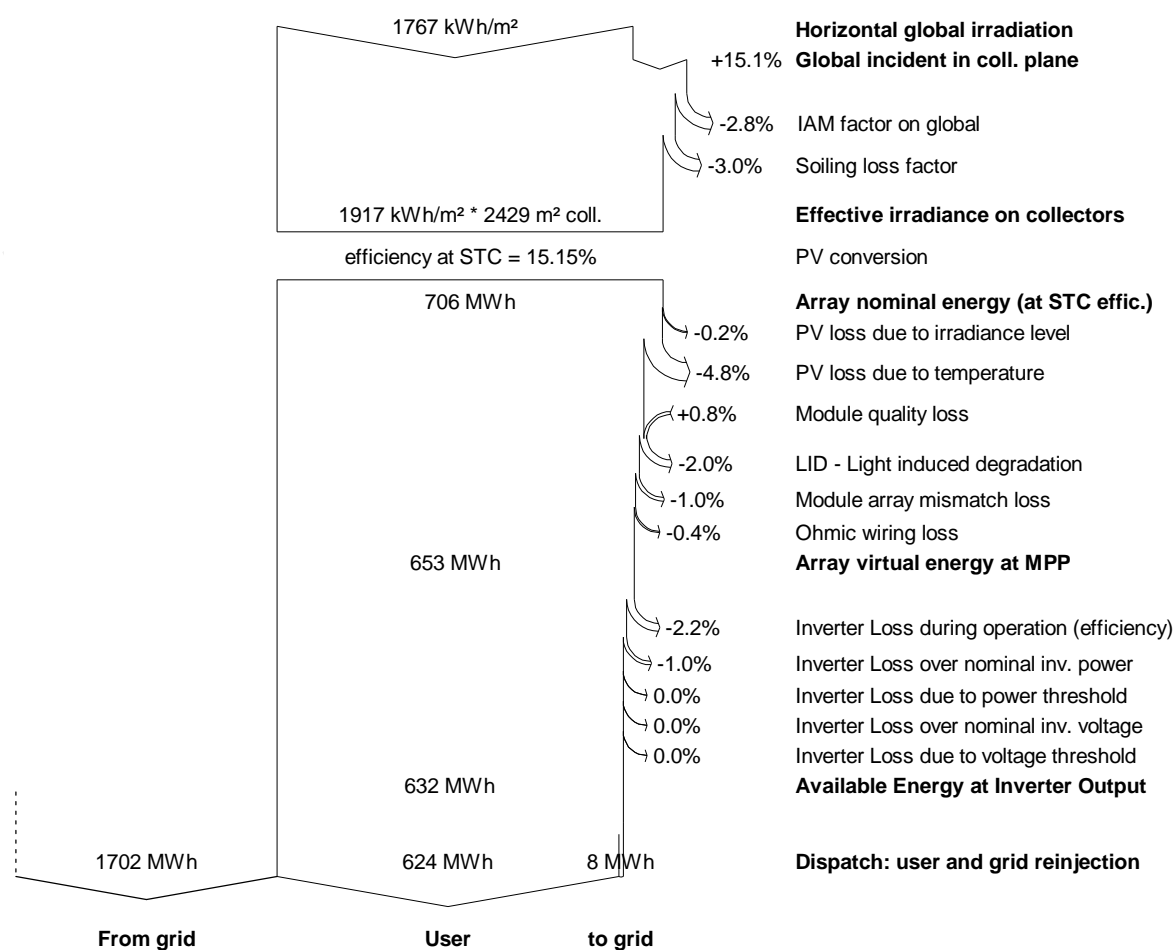 1767 kWh/m² Horizontal global irradiation
+15.1% Global incident in coll. plane
-2.8% IAM factor on global
-3.0% Soiling loss factor
1917 kWh/m² * 2429 m² coll. Effective irradiance on collectors
efficiency at STC = 15.15% PV conversion
706 MWh Array nominal energy (at STC effic.)
-0.2% PV loss due to irradiance level
-4.8% PV loss due to temperature
+0.8% Module quality loss
-2.0% LID - Light induced degradation
-1.0% Module array mismatch loss
-0.4% Ohmic wiring loss
653 MWh Array virtual energy at MPP
-2.2% Inverter Loss during operation (efficiency)
-1.0% Inverter Loss over nominal inv. power
0.0% Inverter Loss due to power threshold
0.0% Inverter Loss over nominal inv. voltage
0.0% Inverter Loss due to voltage threshold
632 MWh Available Energy at Inverter Output
1702 MWh 624 MWh 8 MWh Dispatch: user and grid reinjection
From grid User to grid